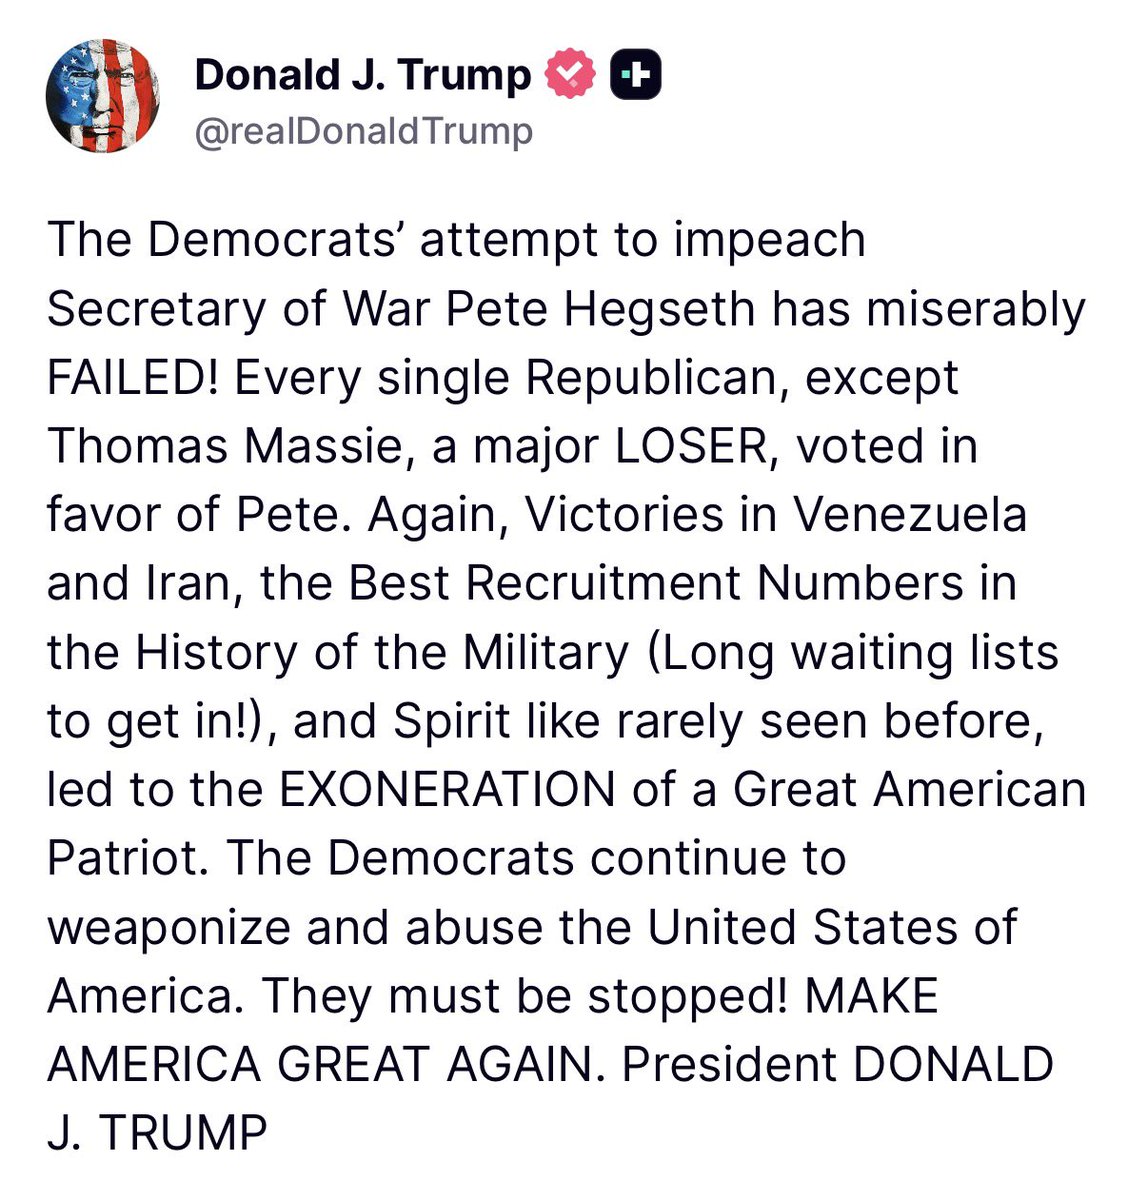 Donald J. Trump
@realDonaldTrump
The Democrats’ attempt to impeach
Secretary of War Pete Hegseth has miserably
FAILED! Every single Republican, except
Thomas Massie, a major LOSER, voted in
favor of Pete. Again, Victories in Venezuela
and Iran, the Best Recruitment Numbers in
the History of the Military (Long waiting lists
to get in!), and Spirit like rarely seen before,
led to the EXONERATION of a Great American
Patriot. The Democrats continue to
weaponize and abuse the United States of
America. They must be stopped! MAKE
AMERICA GREAT AGAIN. President DONALD
J. TRUMP